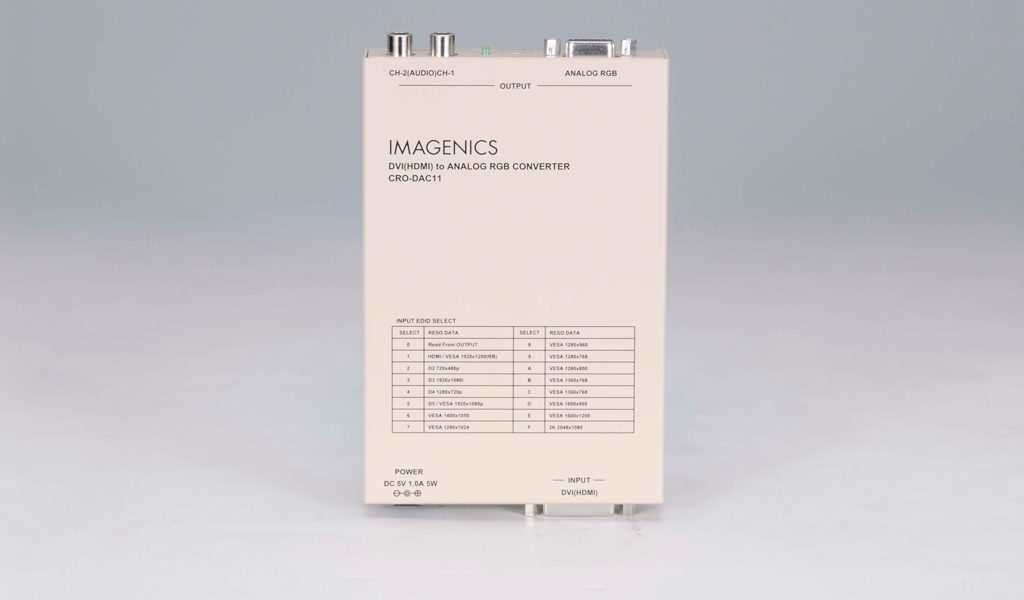 CH-2(AUDIO)CH-1 ANALOG RGB
OUTPUT
IMAGENICS
DVI(HDMI) to ANALOG RGB CONVERTER
CRO-DAC11
INPUT EDID SELECT
SELECT RESO DATA SELECT RESO DATA
0 Read From OUTPUT 8 VESA 1280x960
1 HDMI / VESA 1920x1200(RB) 9 VESA 1280x768
2 D2 720x480p A VESA 1280x800
3 D3 1920x1080i B VESA 1360x768
4 D4 1280x720p C VESA 1366x768
5 D5 / VESA 1920x1080p D VESA 1600x900
6 VESA 1400x1050 E VESA 1600x1200
7 VESA 1280x1024 F 2K 2048x1080
POWER
DC 5V 1.0A 5W
INPUT
DVI(HDMI)